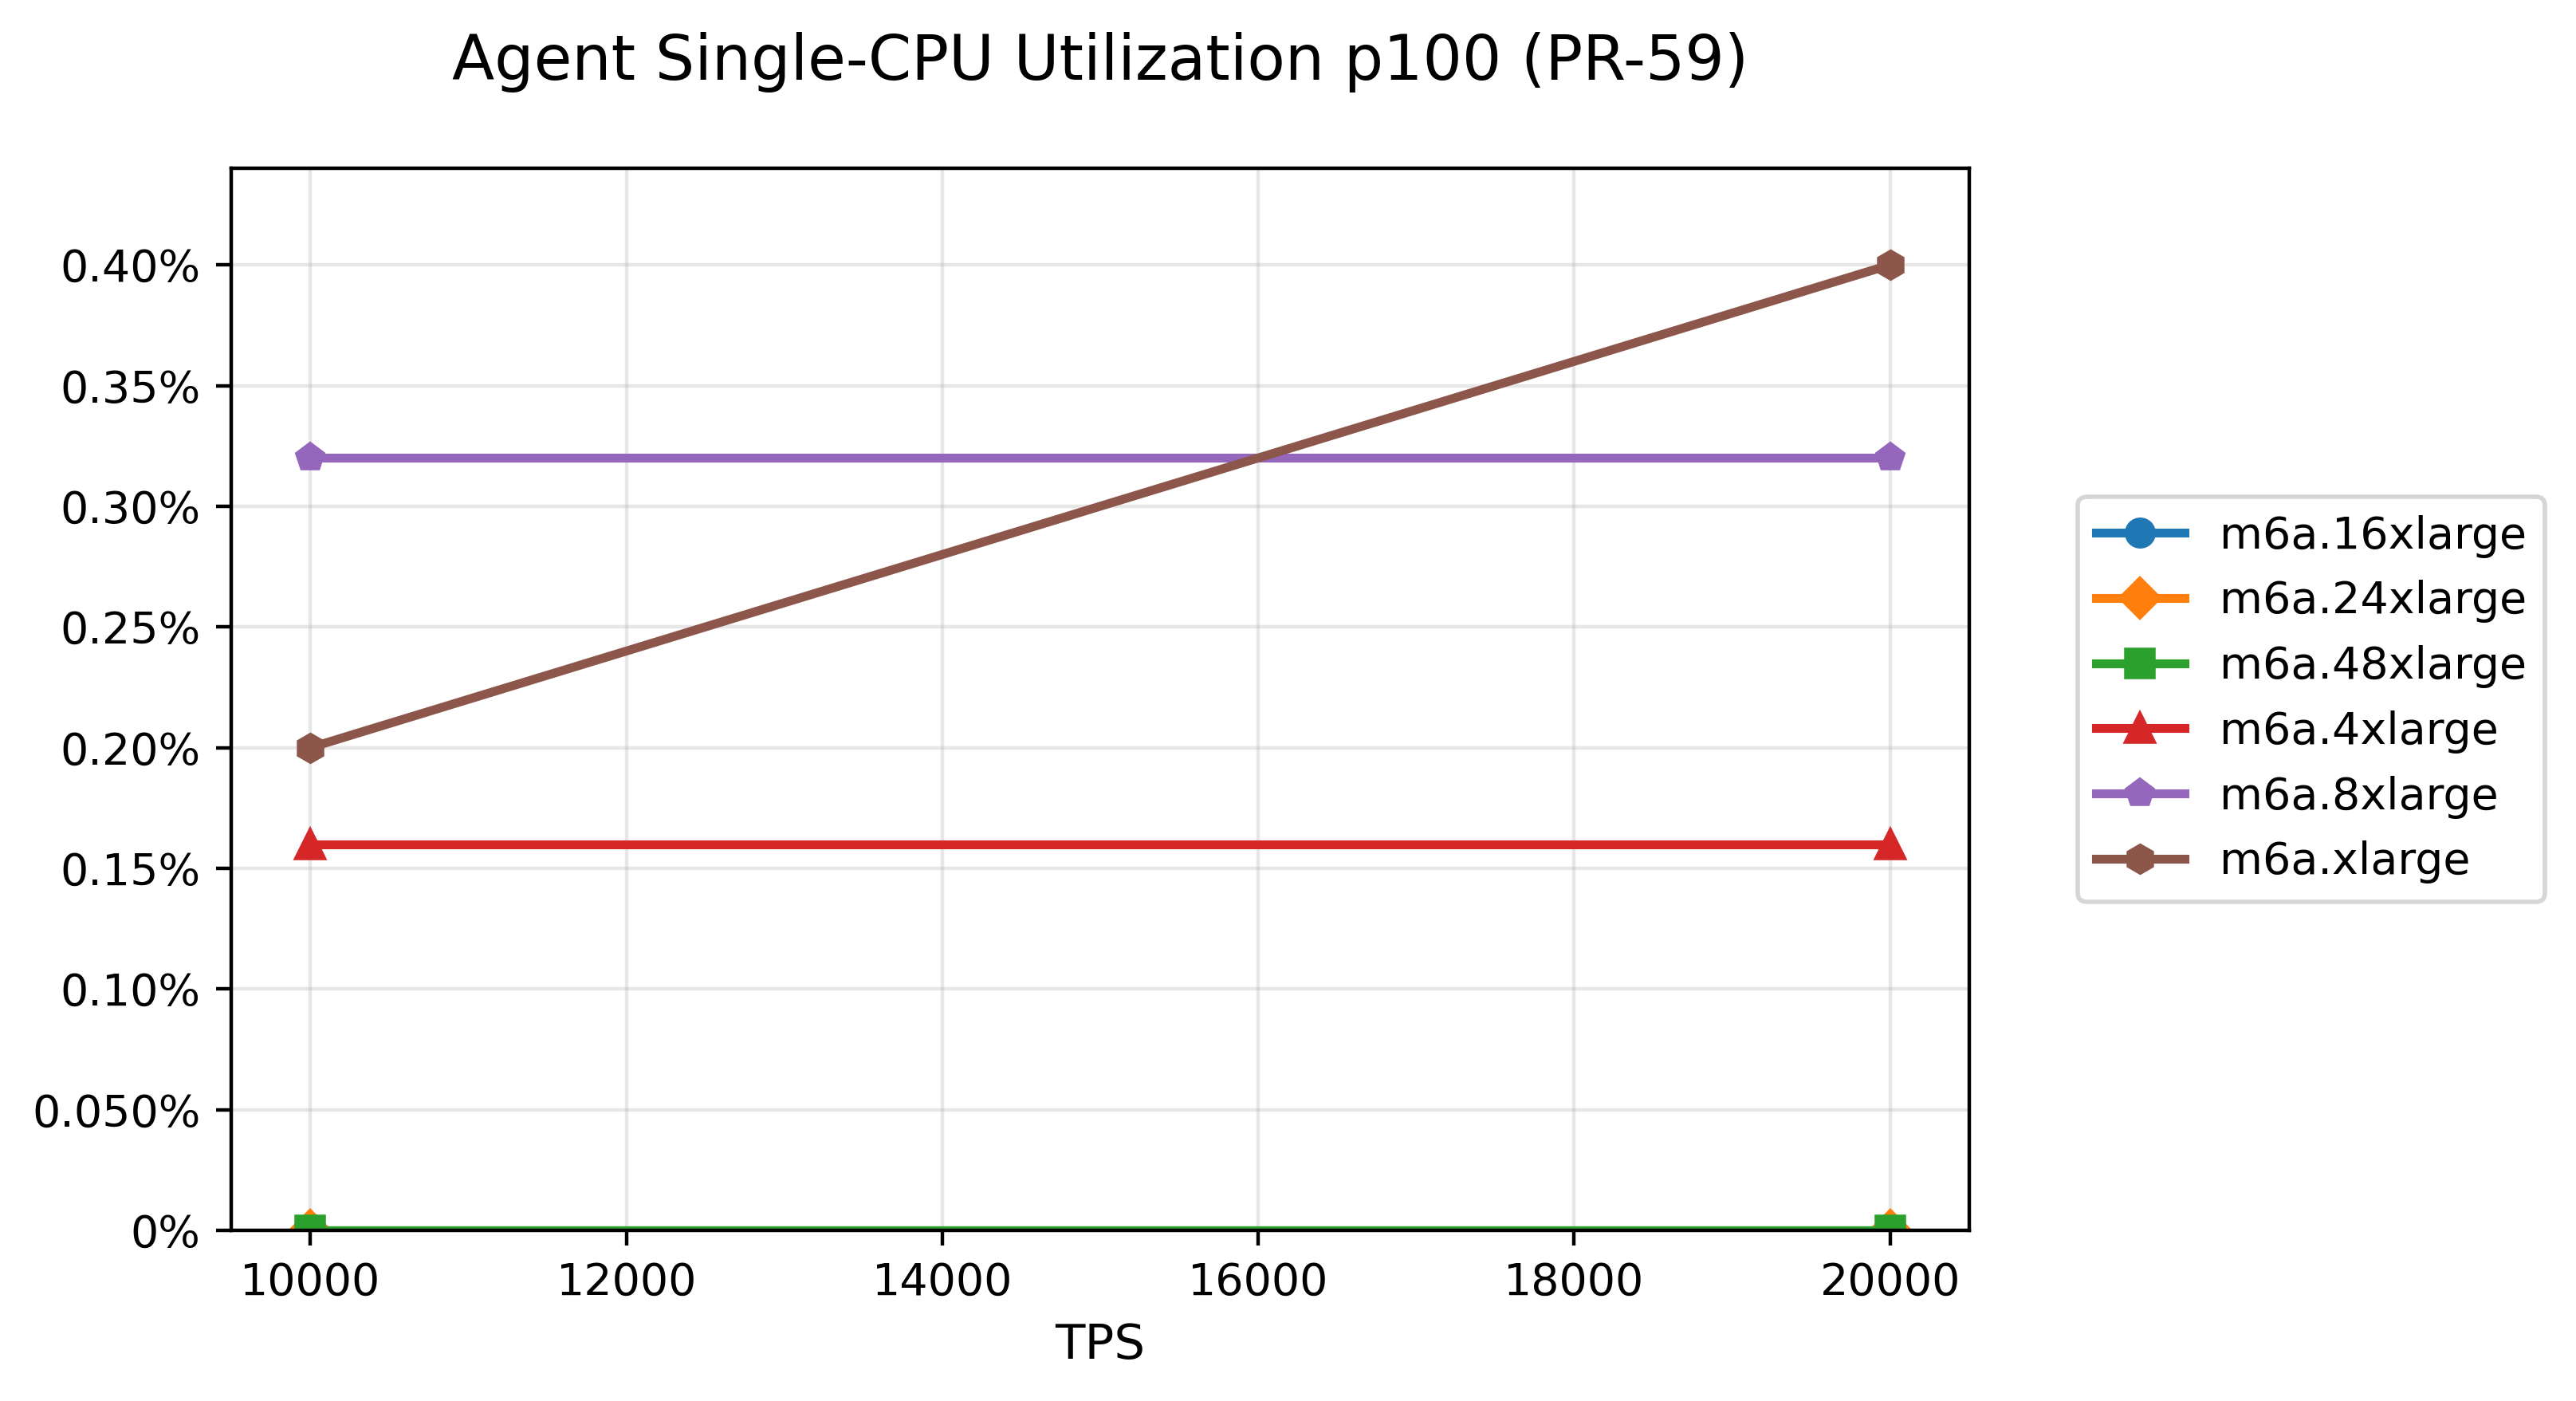 Agent Single-CPU Utilization p100 (PR-59)
0.40%
0.35%
0.30%
0.25%
0.20%
0.15%
0.10%
0.050%
0%
10000 12000 14000 16000 18000 20000
TPS
m6a.16xlarge
m6a.24xlarge
m6a.48xlarge
m6a.4xlarge
m6a.8xlarge
m6a.xlarge